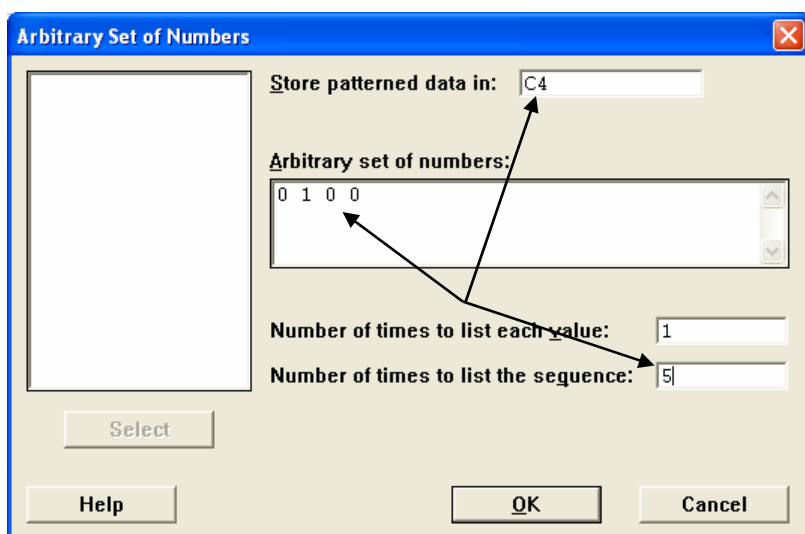 Arbitrary Set of Numbers
Store patterned data in: C4
Arbitrary set of numbers:
0 1 0 0
Number of times to list each value: 1
Number of times to list the sequence: 5
Select
Help OK Cancel